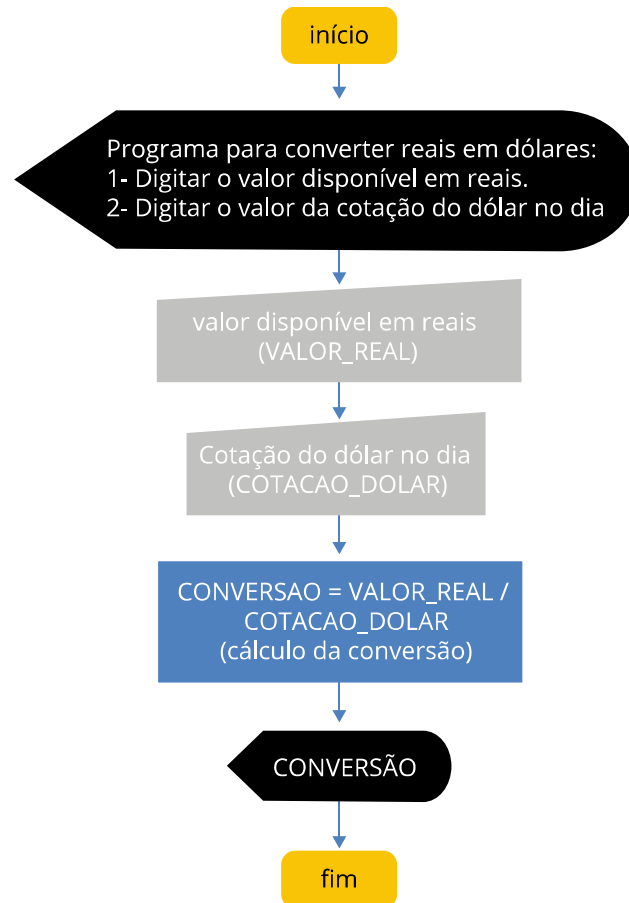 início
Programa para converter reais em dólares:
1- Digitar o valor disponível em reais.
2- Digitar o valor da cotação do dólar no dia
valor disponível em reais
(VALOR_REAL)
Cotação do dólar no dia
(COTACAO_DOLAR)
CONVERSAO = VALOR_REAL /
COTACAO_DOLAR
(cálculo da conversão)
CONVERSÃO
fim